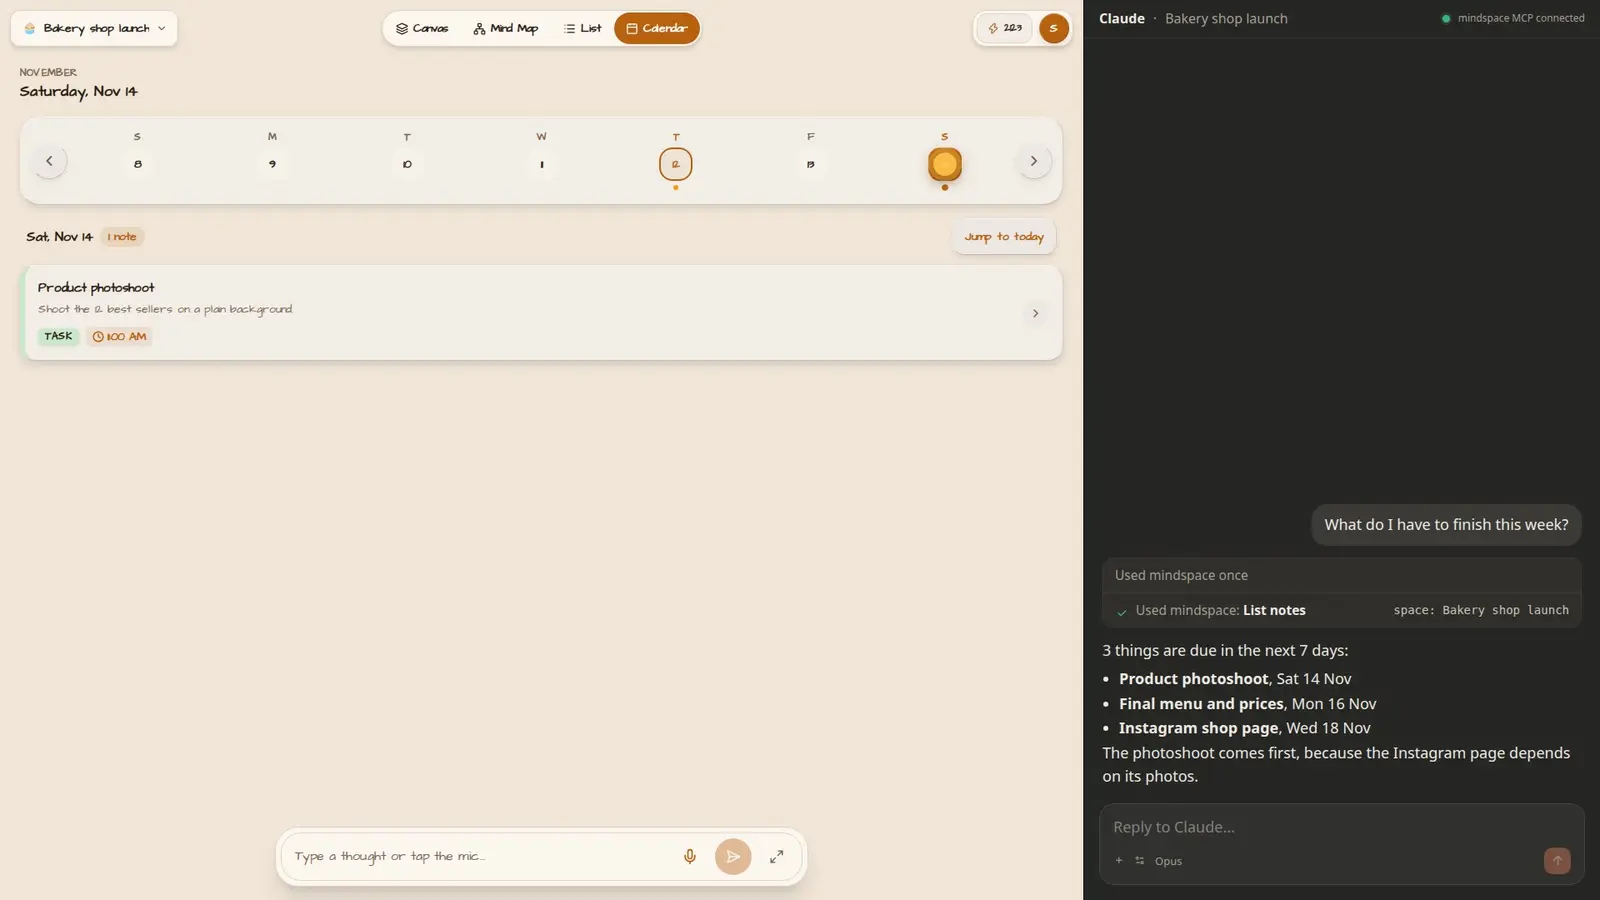 Bakery shop launch
Canvas
Mind Map
List
Calendar
223
S
NOVEMBER
Saturday, Nov 14
S M T W T F S
8 9 10 11 12 13
Sat, Nov 14
1 note
Jump to today
Product photoshoot
Shoot the 12 best sellers on a plain background.
TASK
AM
Type a thought or tap the mic...
Claude · Bakery shop launch
mindspace MCP connected
What do I have to finish this week?
Used mindspace once
Used mindspace: List notes
space: Bakery shop launch
3 things are due in the next 7 days:
• Product photoshoot, Sat 14 Nov
• Final menu and prices, Mon 16 Nov
• Instagram shop page, Wed 18 Nov
The photoshoot comes first, because the Instagram page depends
on its photos.
Reply to Claude...
Opus